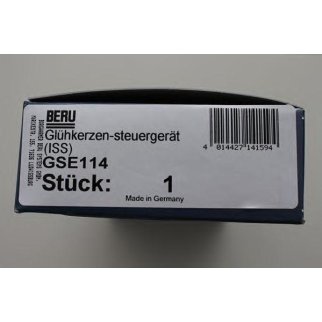 BERU
Glühkerzen-steuergerät
(ISS)
GSE114
Stück: 1
Made in Germany
4 014427 141594